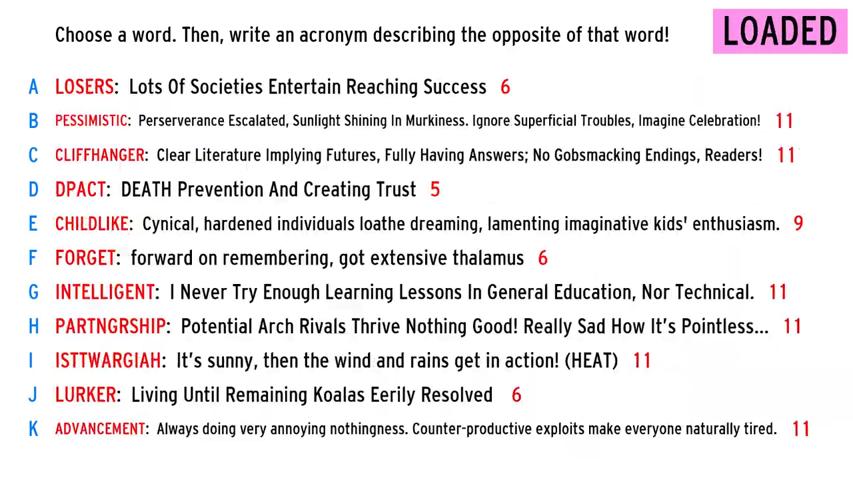 Choose a word. Then, write an acronym describing the opposite of that word!
LOADED
A LOSERS: Lots Of Societies Entertain Reaching Success 6
B PESSIMISTIC: Perserverance Escalated, Sunlight Shining In Murkiness. Ignore Superficial Troubles, Imagine Celebration! 11
C CLIFFHANGER: Clear Literature Implying Futures, Fully Having Answers; No Gobsmacking Endings, Readers! 11
D DPACT: DEATH Prevention And Creating Trust 5
E CHILDLIKE: Cynical, hardened individuals loathe dreaming, lamenting imaginative kids' enthusiasm. 9
F FORGET: forward on remembering, got extensive thalamus 6
G INTELLIGENT: I Never Try Enough Learning Lessons In General Education, Nor Technical. 11
H PARTNGRSHIP: Potential Arch Rivals Thrive Nothing Good! Really Sad How It's Pointless... 11
I ISTTWARGIAH: It's sunny, then the wind and rains get in action! (HEAT) 11
J LURKER: Living Until Remaining Koalas Eerily Resolved 6
K ADVANCEMENT: Always doing very annoying nothingness. Counter-productive exploits make everyone naturally tired. 11